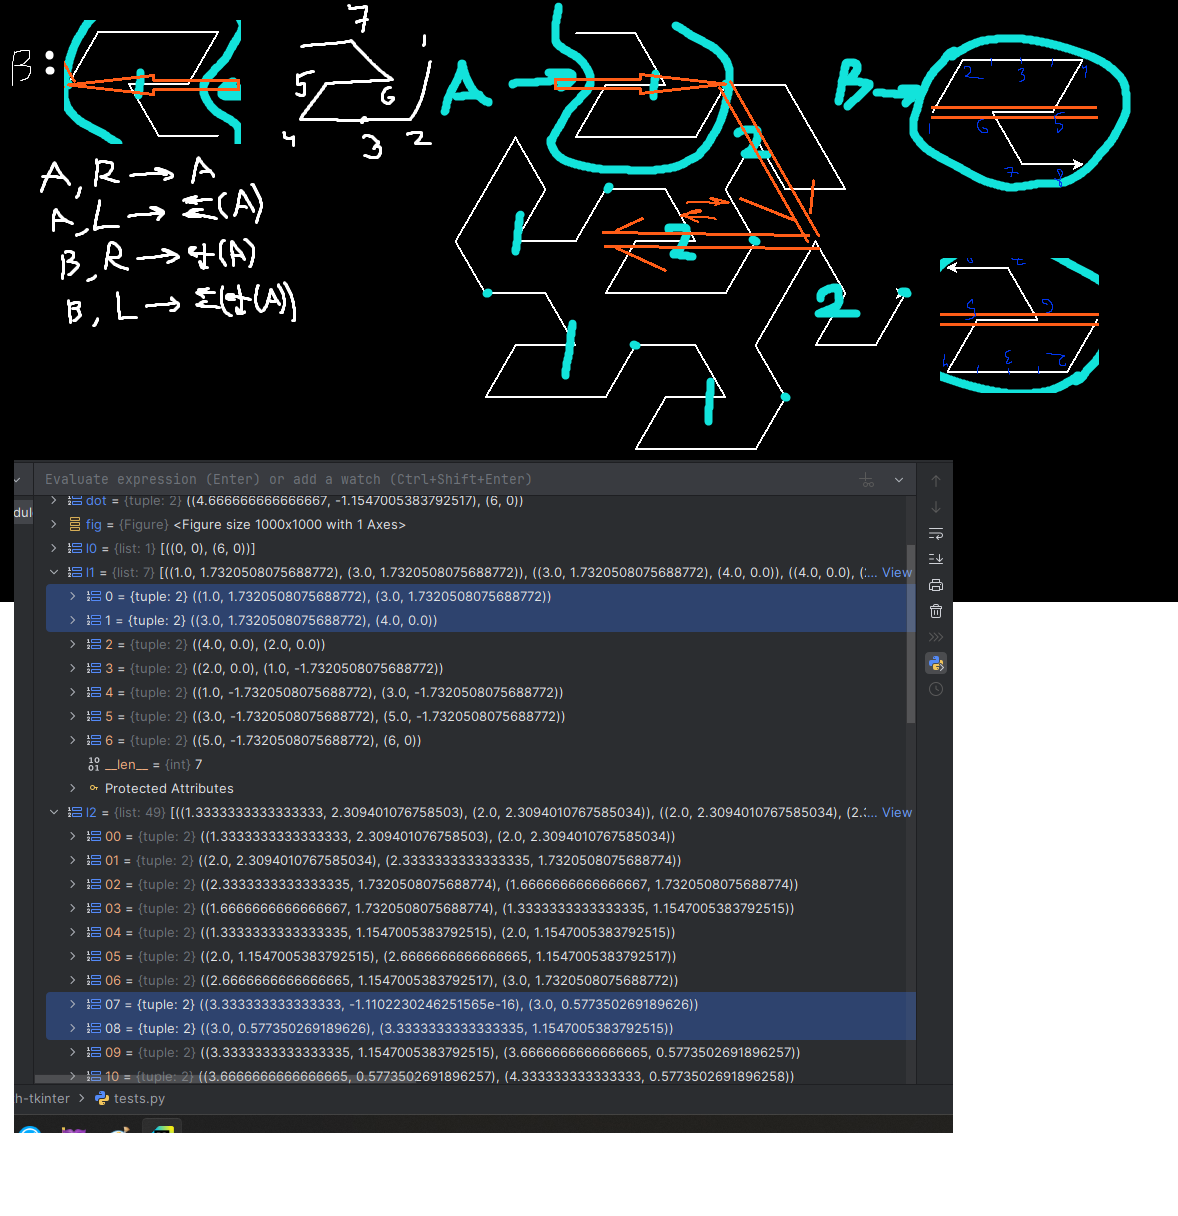 B:
7
1
5
6
4
3
2
A
1
B
2
3
1
1
6
5
7
8
2
A, R → A
A, L → Σ(A)
B, R → (A)
B, L → Σ((A))
1
2
2
1
1
7
5
6
4
3
2
Evaluate expression (Enter) or add a watch (Ctrl+Shift+Enter)
dot = {tuple: 2} ((4.666666666666667, -1.1547005383792517), (6, 0))
dul
fig = {Figure} <Figure size 1000x1000 with 1 Axes>
l0 = {list: 1} [((0, 0), (6, 0))]
l1 = {list: 7} [((1.0, 1.7320508075688772), (3.0, 1.7320508075688772)), ((3.0, 1.7320508075688772), (4.0, 0.0)), ((4.0, 0.0), (2... View
0 = {tuple: 2} ((1.0, 1.7320508075688772), (3.0, 1.7320508075688772))
1 = {tuple: 2} ((3.0, 1.7320508075688772), (4.0, 0.0))
2 = {tuple: 2} ((4.0, 0.0), (2.0, 0.0))
3 = {tuple: 2} ((2.0, 0.0), (1.0, -1.7320508075688772))
4 = {tuple: 2} ((1.0, -1.7320508075688772), (3.0, -1.7320508075688772))
5 = {tuple: 2} ((3.0, -1.7320508075688772), (5.0, -1.7320508075688772))
6 = {tuple: 2} ((5.0, -1.7320508075688772), (6, 0))
__len__ = {int} 7
Protected Attributes
l2 = {list: 49} [((1.3333333333333333, 2.309401076758503), (2.0, 2.3094010767585034)), ((2.0, 2.3094010767585034), (2.3... View
00 = {tuple: 2} ((1.3333333333333333, 2.309401076758503), (2.0, 2.3094010767585034))
01 = {tuple: 2} ((2.0, 2.3094010767585034), (2.3333333333333335, 1.7320508075688774))
02 = {tuple: 2} ((2.3333333333333335, 1.7320508075688774), (1.6666666666666667, 1.7320508075688774))
03 = {tuple: 2} ((1.6666666666666667, 1.7320508075688774), (1.3333333333333335, 1.1547005383792515))
04 = {tuple: 2} ((1.3333333333333335, 1.1547005383792515), (2.0, 1.1547005383792515))
05 = {tuple: 2} ((2.0, 1.1547005383792515), (2.6666666666666665, 1.1547005383792517))
06 = {tuple: 2} ((2.6666666666666665, 1.1547005383792517), (3.0, 1.7320508075688772))
07 = {tuple: 2} ((3.333333333333333, -1.1102230246251565e-16), (3.0, 0.577350269189626))
08 = {tuple: 2} ((3.0, 0.577350269189626), (3.3333333333333335, 1.1547005383792515))
09 = {tuple: 2} ((3.3333333333333335, 1.1547005383792515), (3.6666666666666665, 0.5773502691896257))
10 = {tuple: 2} ((3.6666666666666665, 0.5773502691896257), (4.333333333333333, 0.5773502691896258))
h-tkinter > tests.py